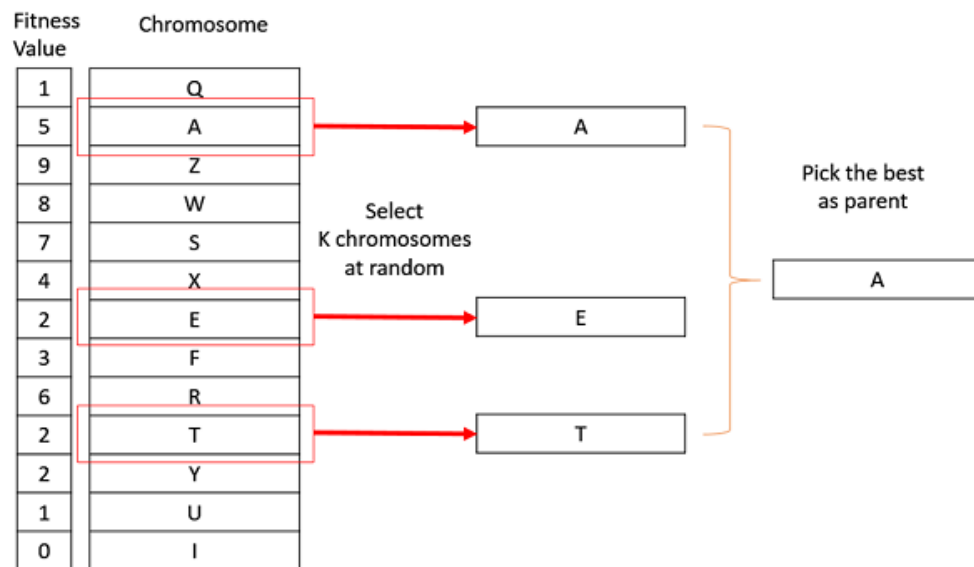 Fitness
Value
Chromosome
1 Q
5 A
9 Z
8 W
7 S
4 X
2 E
3 F
6 R
2 T
2 Y
1 U
0 I
Select
K chromosomes
at random
A
E
T
Pick the best
as parent
A